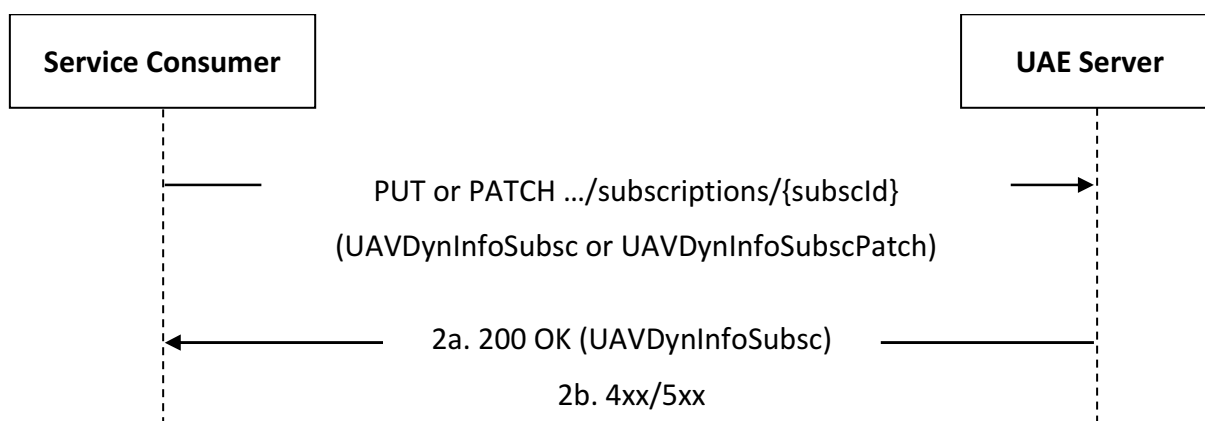 Service Consumer
UAE Server
PUT or PATCH …/subscriptions/{subscId}
(UAVDynInfoSubsc or UAVDynInfoSubscPatch)
2a. 200 OK (UAVDynInfoSubsc)
2b. 4xx/5xx